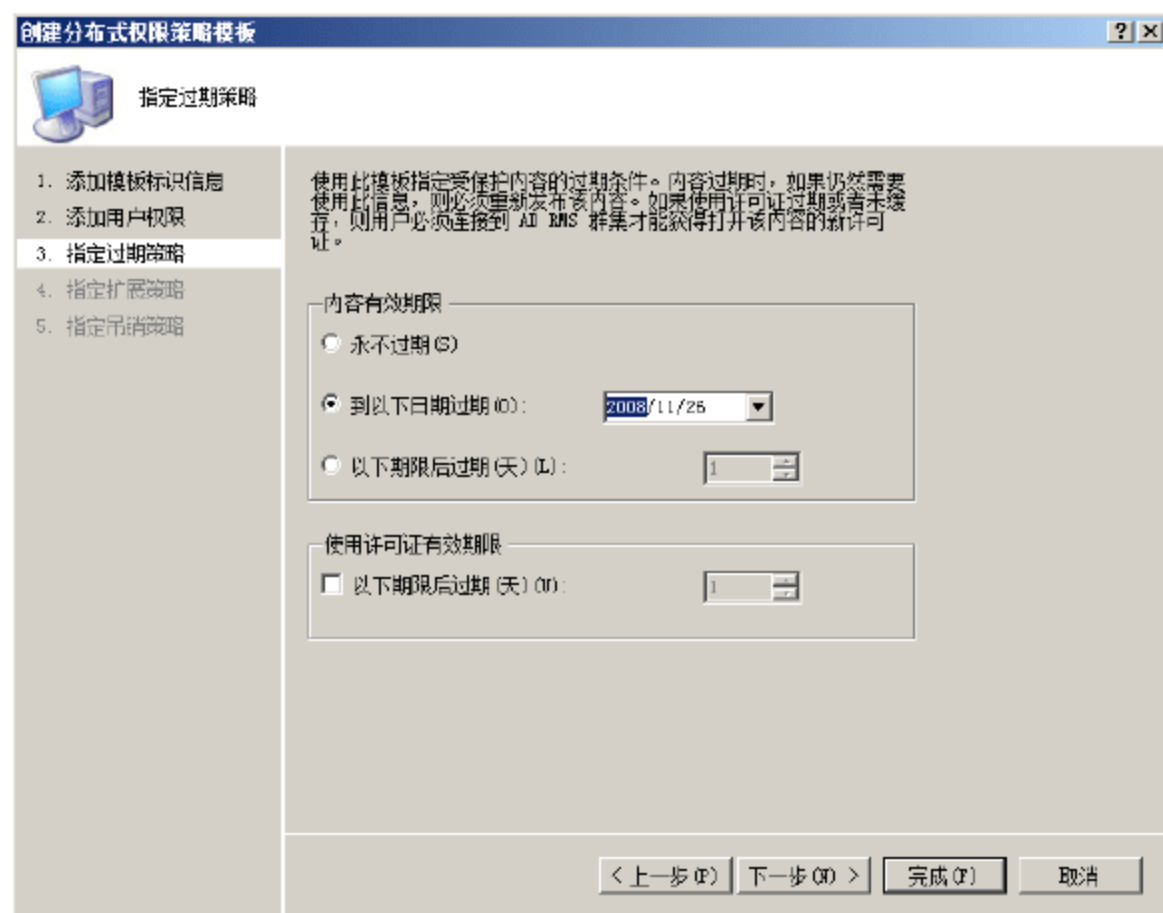 创建分布式权限策略模板
指定过期策略
1. 添加模板标识信息
2. 添加用户权限
3. 指定过期策略
4. 指定扩展策略
5. 指定吊销策略
使用此模板指定受保护内容的过期条件。内容过期时，如果仍然需要
使用此信息，则必须重新发布该内容。如果使用许可证过期或者未缓
存，则用户必须连接到 AD RMS 群集才能获得打开该内容的新许可
证。
内容有效期限
永不过期(S)
到以下日期过期(O):
2008/11/26
以下期限后过期(天)(L):
1
使用许可证有效期限
以下期限后过期(天)(U):
1
< 上一步(P)
下一步(N) >
完成(F)
取消